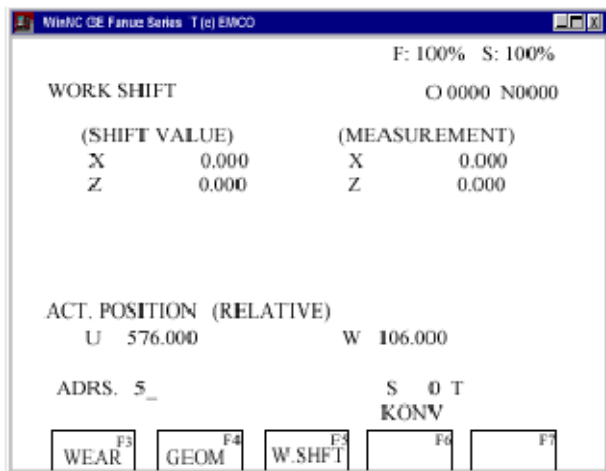 WinNC GE Fanuc Series T (c) EMCO
F: 100% S: 100%
WORK SHIFT O 0000 N0000
(SHIFT VALUE) (MEASUREMENT)
X 0.000 X 0.000
Z 0.000 Z 0.000
ACT. POSITION (RELATIVE)
U 576.000 W 106.000
ADRS. 5_ S 0 T
KONV
F3 F4 F5 F6 F7
WEAR GEOM W.SHFT